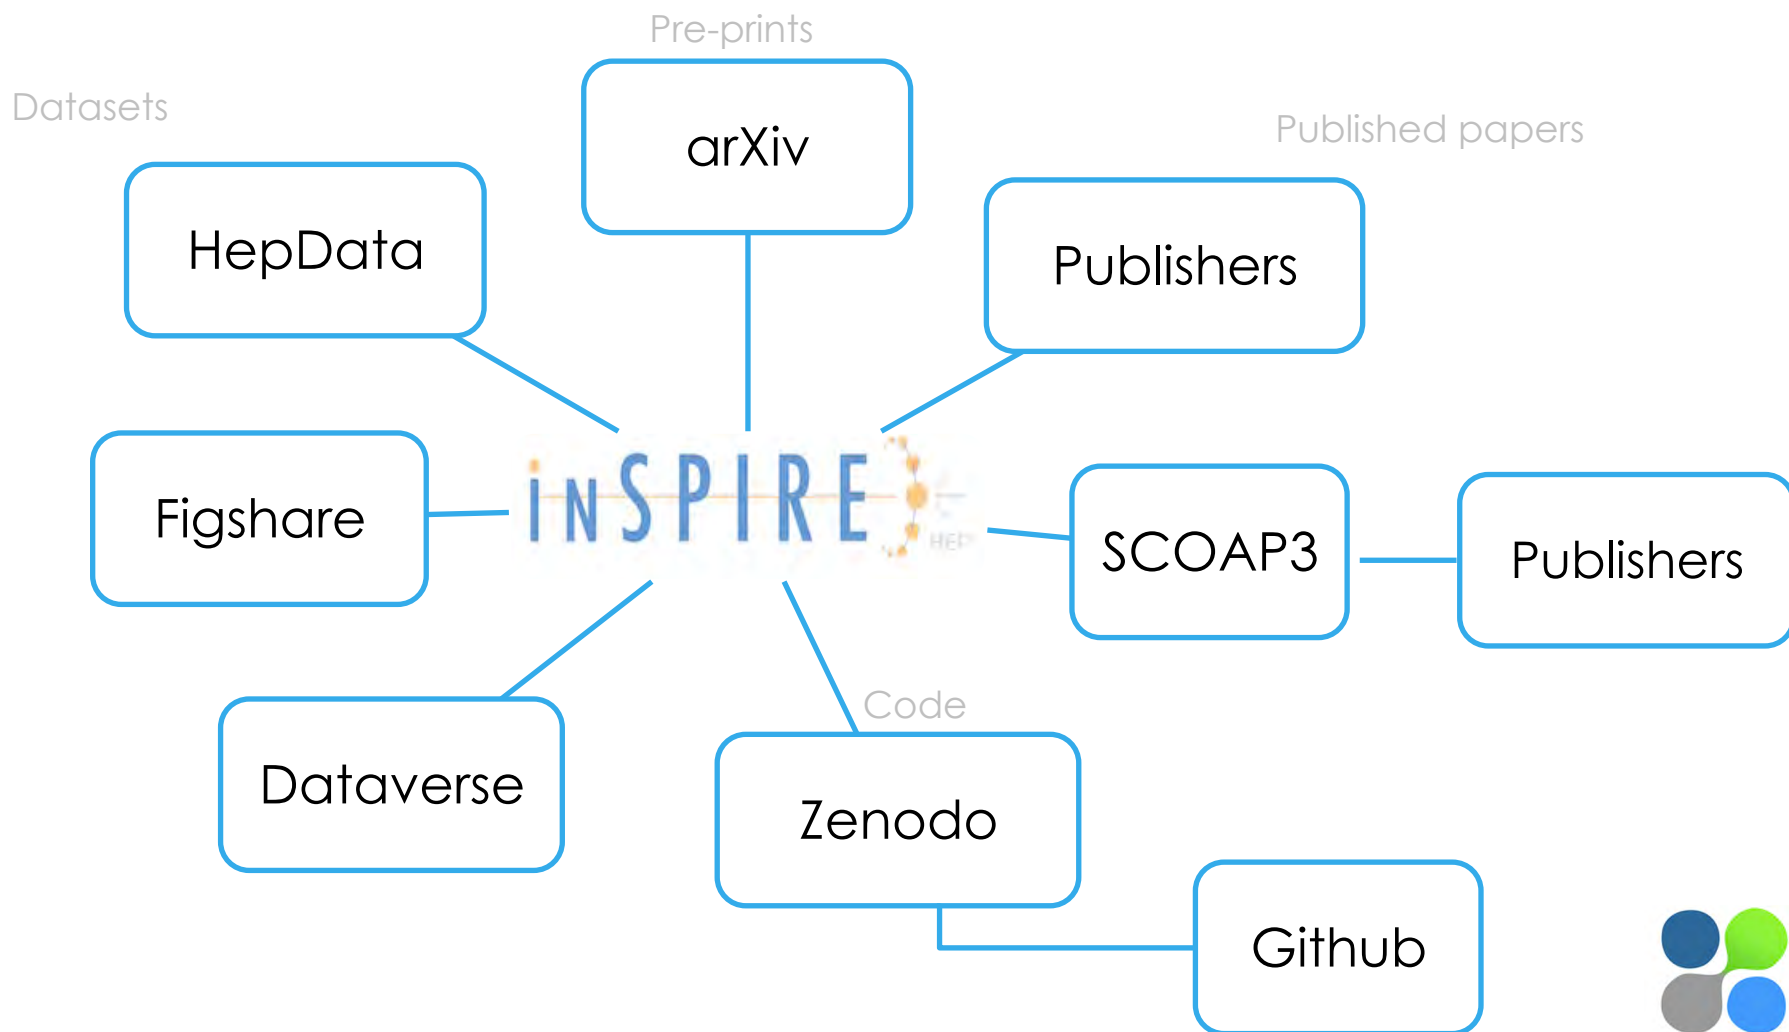 Pre-prints
Datasets
arXiv
Published papers
HepData
Publishers
inSPIRE
HEP
Figshare
SCOAP3
Publishers
Code
Dataverse
Zenodo
Github